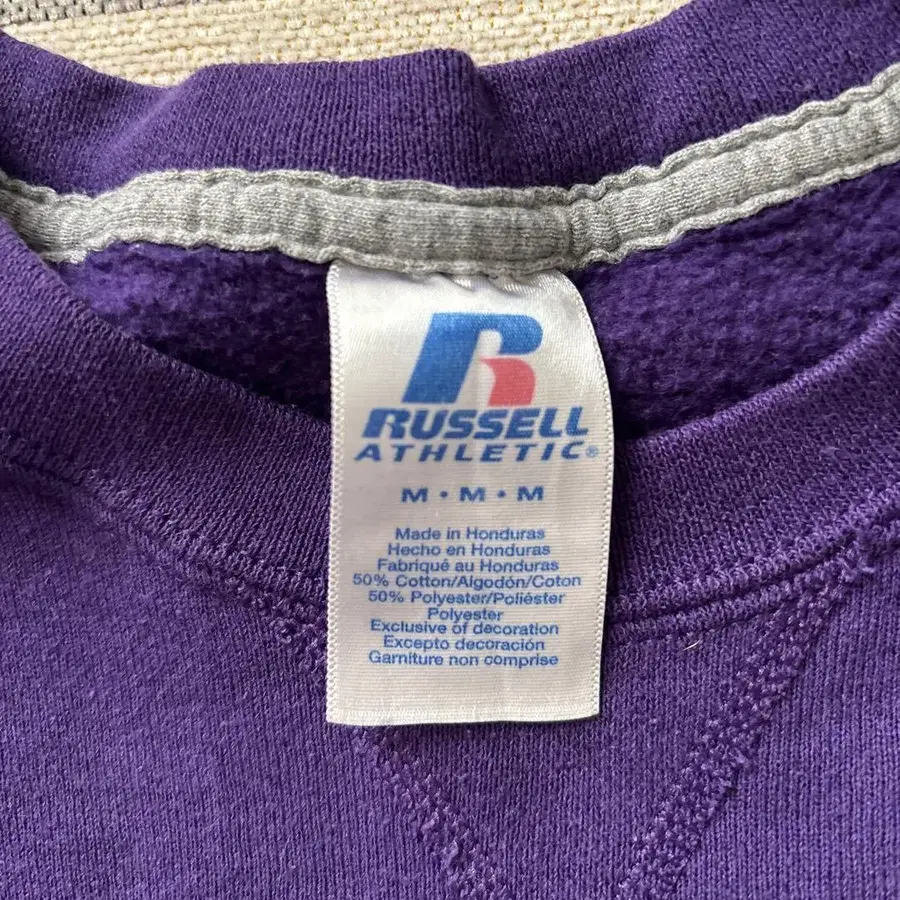 R
RUSSELL
ATHLETIC®
M • M • M
Made in Honduras
Hecho en Honduras
Fabriqué au Honduras
50% Cotton/Algodón/Coton
50% Polyester/Poliéster
Polyester
Exclusive of decoration
Excepto decoración
Garniture non comprise